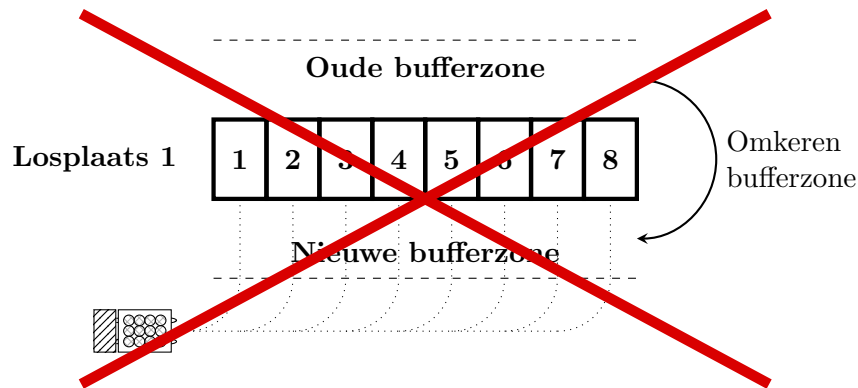 Oude bufferzone
Losplaats 1
1 2 3 4 5 6 7 8
Omkeren
bufferzone
Nieuwe bufferzone